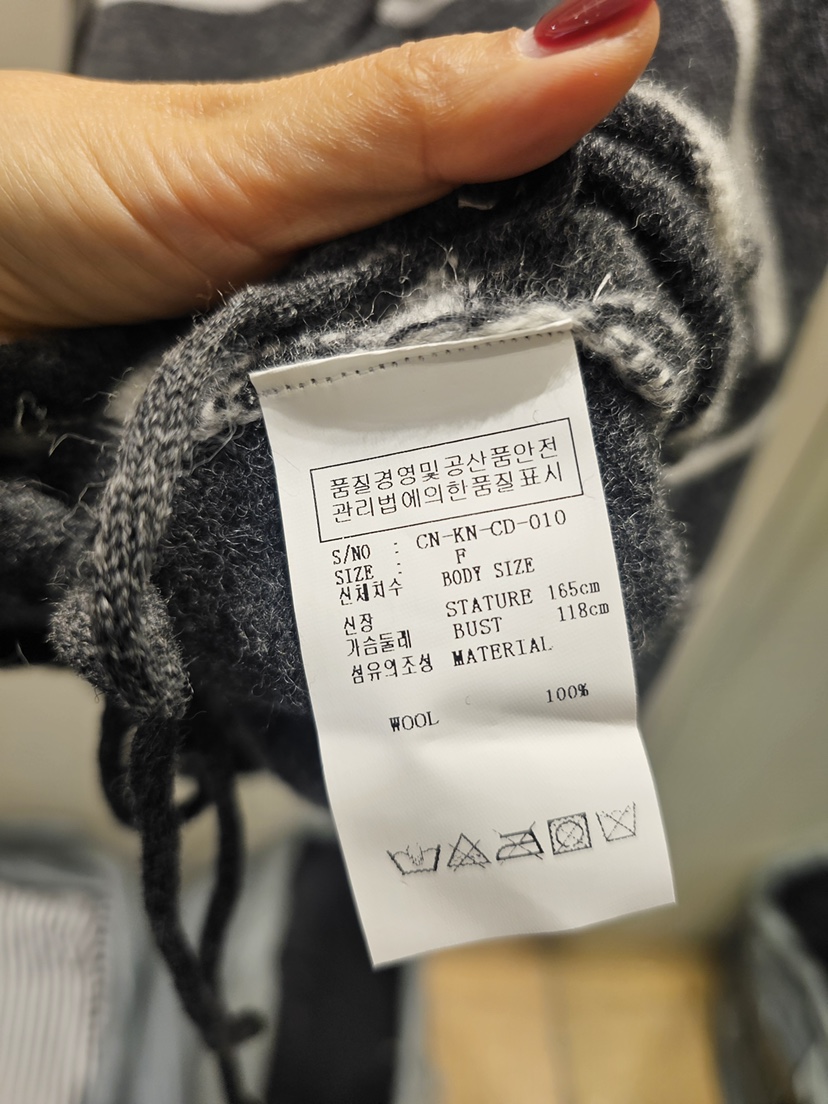 품질경영및공산품안전
관리법에의한품질표시
S/NO : CN-KN-CD-010
SIZE : F
신체치수 BODY SIZE
신장 STATURE 165cm
가슴둘레 BUST 118cm
섬유의조성 MATERIAL
WOOL 100%